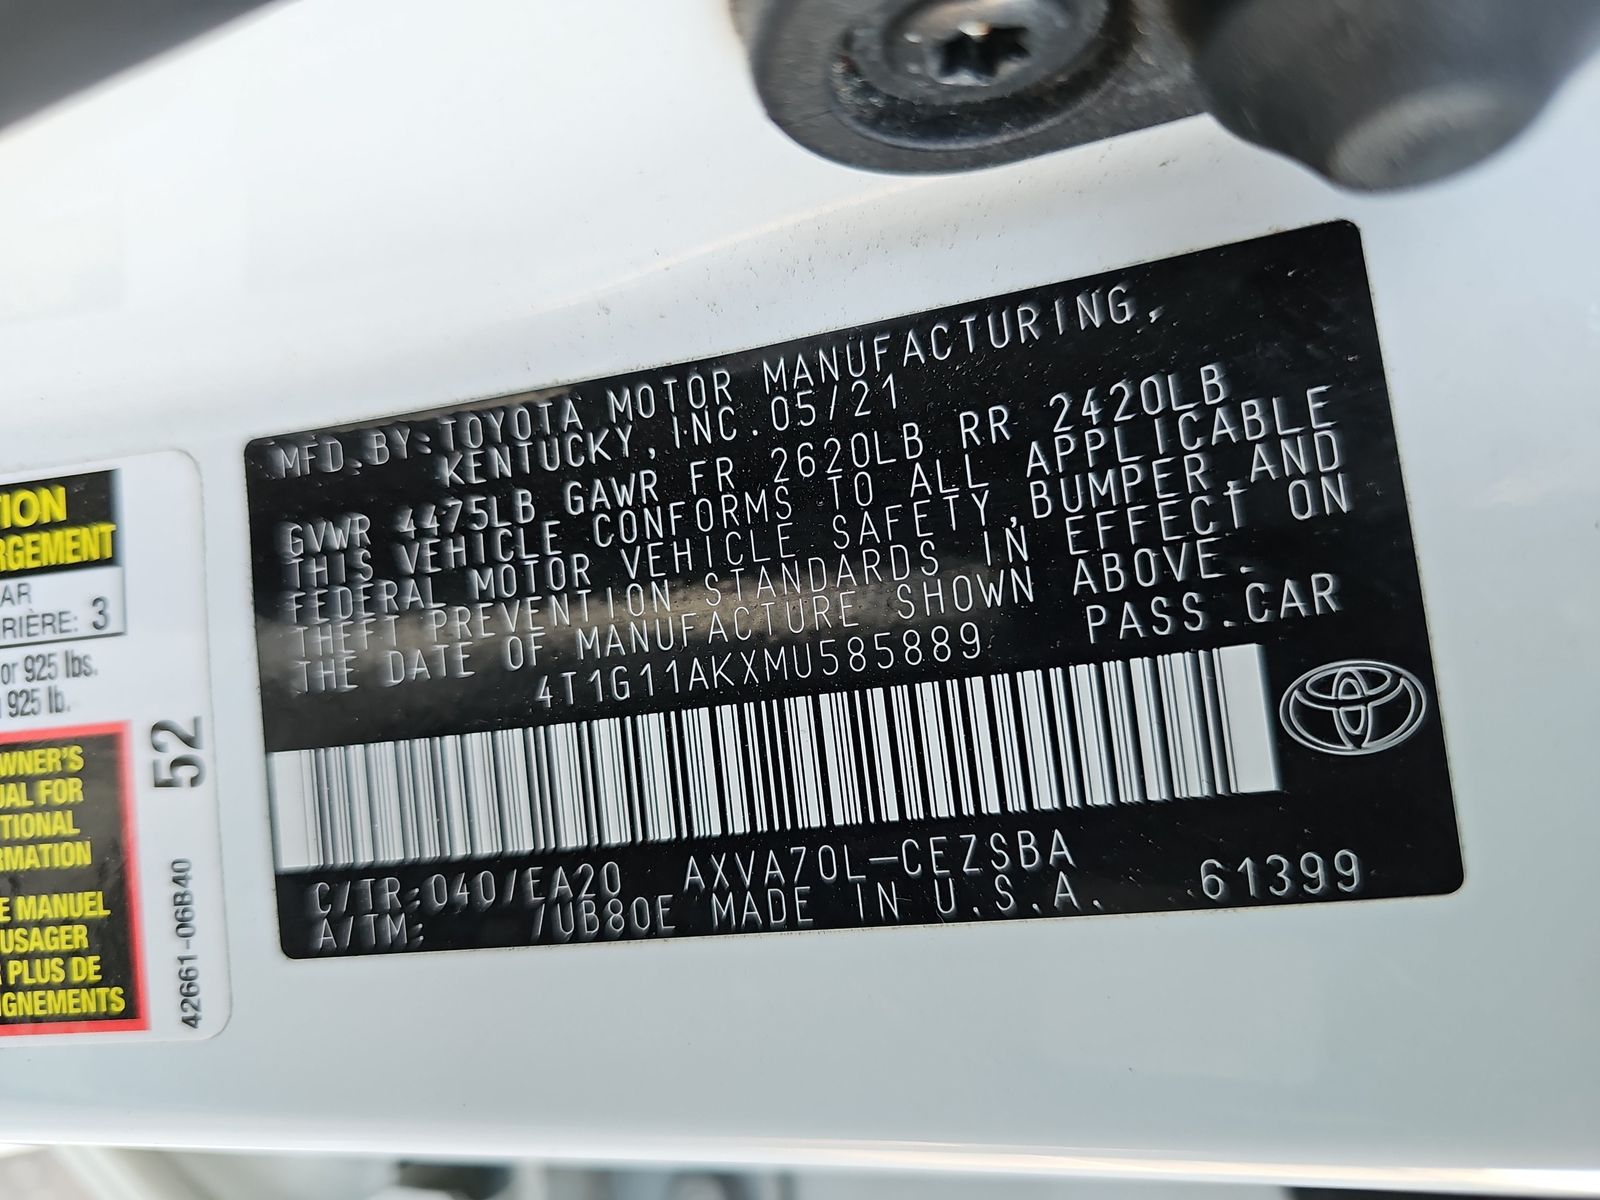 TION
RGEMENT
AR
RIÈRE: 3
or 925 lbs.
925 lb.
WNER'S
UAL FOR
TIONAL
RMATION
E MANUEL
USAGER
PLUS DE
IGNEMENTS
52
42661-06B40
MFD.BY:TOYOTA MOTOR MANUFACTURING,
KENTUCKY, INC. 05/21
GVWR 4475LB GAWR FR 2620LB RR 2420LB
THIS VEHICLE CONFORMS TO ALL APPLICABLE
FEDERAL MOTOR VEHICLE SAFETY,BUMPER,AND
THEFT PREVENTION STANDARDS IN EFFECT ON
THE DATE OF MANUFACTURE SHOWN ABOVE.
4T1G11AKXMU585889 PASS.CAR
C/TR:040/EA20 AXVA70L-CEZSBA
A/TM: /UB80E MADE IN U.S.A. 61399